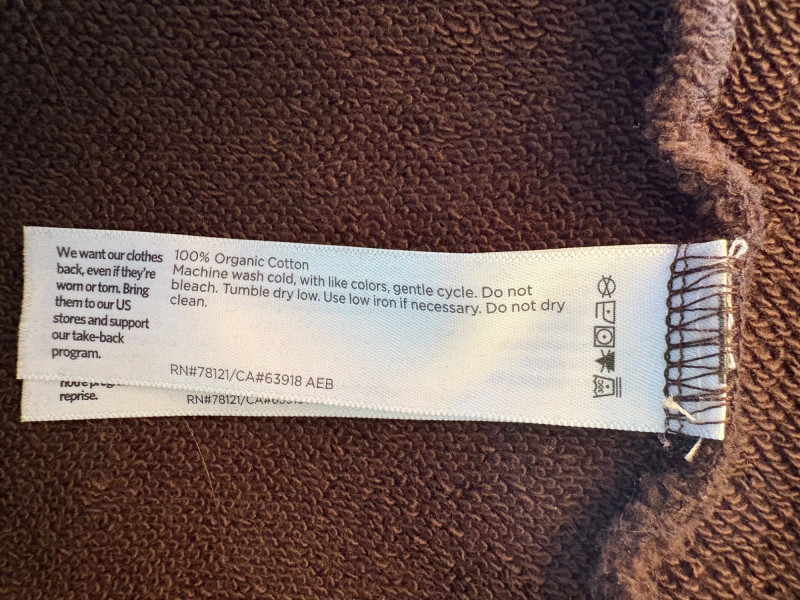 We want our clothes
back, even if they're
worn or torn. Bring
them to our US
stores and support
our take-back
program.
100% Organic Cotton
Machine wash cold, with like colors, gentle cycle. Do not
bleach. Tumble dry low. Use low iron if necessary. Do not dry
clean.
RN#78121/CA#63918 AEB
30C
notre
reprise.
RN#78121/CA#